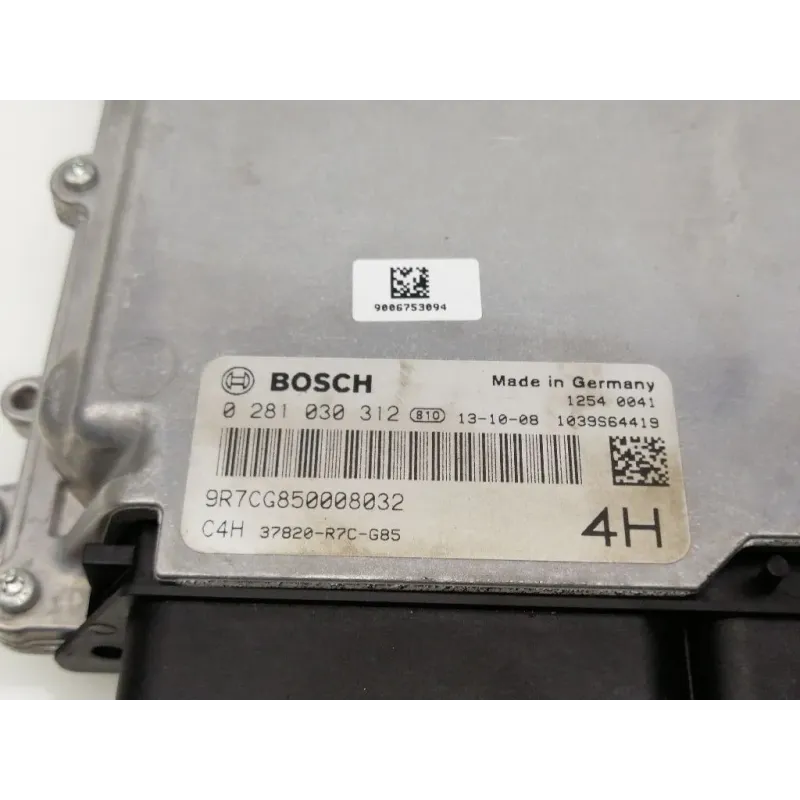 9006753094
BOSCH Made in Germany
1254 0041
0 281 030 312 810 13-10-08 1039S64419
9R7CG850008032
C4H 37820-R7C-G85 4H